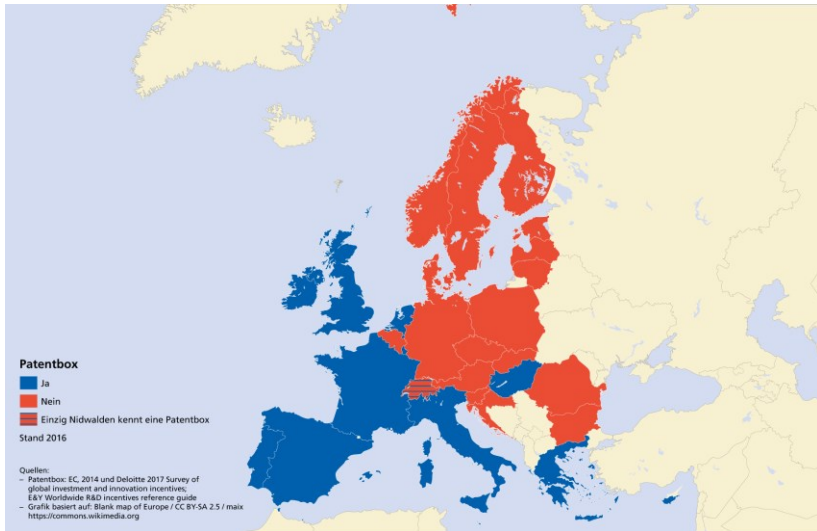 Patentbox
Ja
Nein
Einzig Nidwalden kennt eine Patentbox
Stand 2016
Quellen:
– Patentbox: EC, 2014 und Deloitte 2017 Survey of
global investment and innovation incentives;
E&Y Worldwide R&D incentives reference guide
– Grafik basiert auf: Blank map of Europe / CC BY-SA 2.5 / maix
https://commons.wikimedia.org